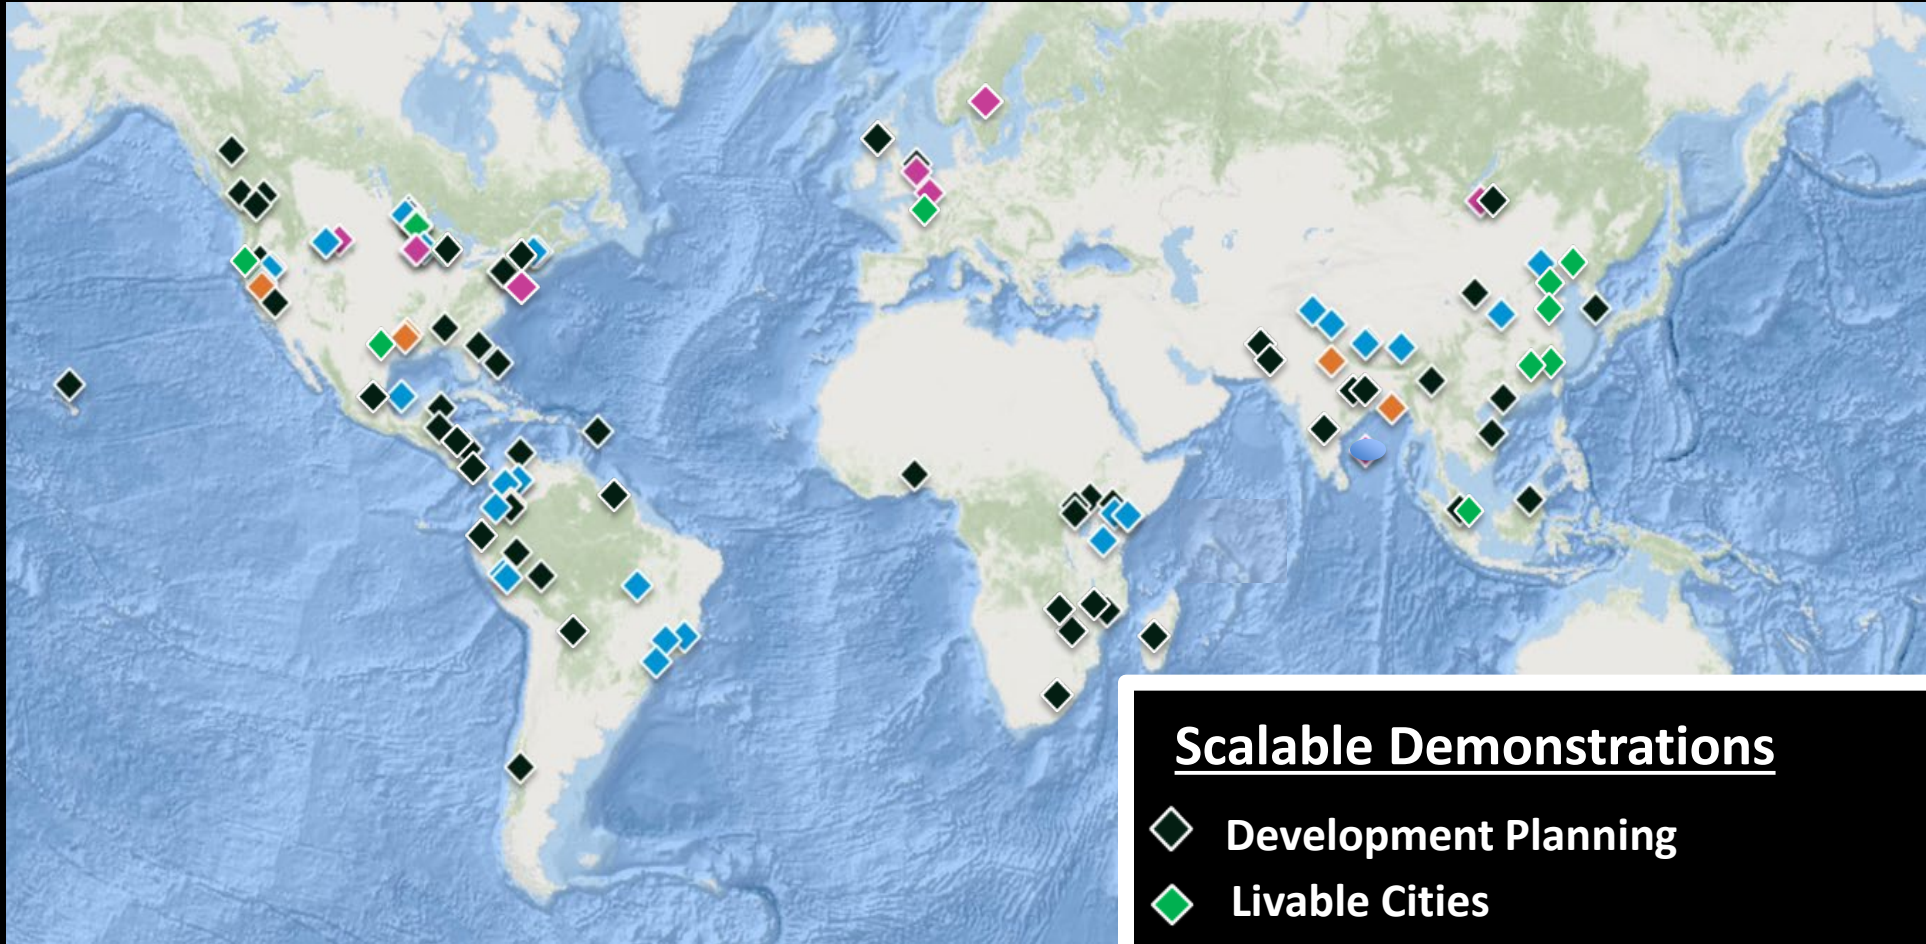 Scalable Demonstrations
Development Planning
Livable Cities